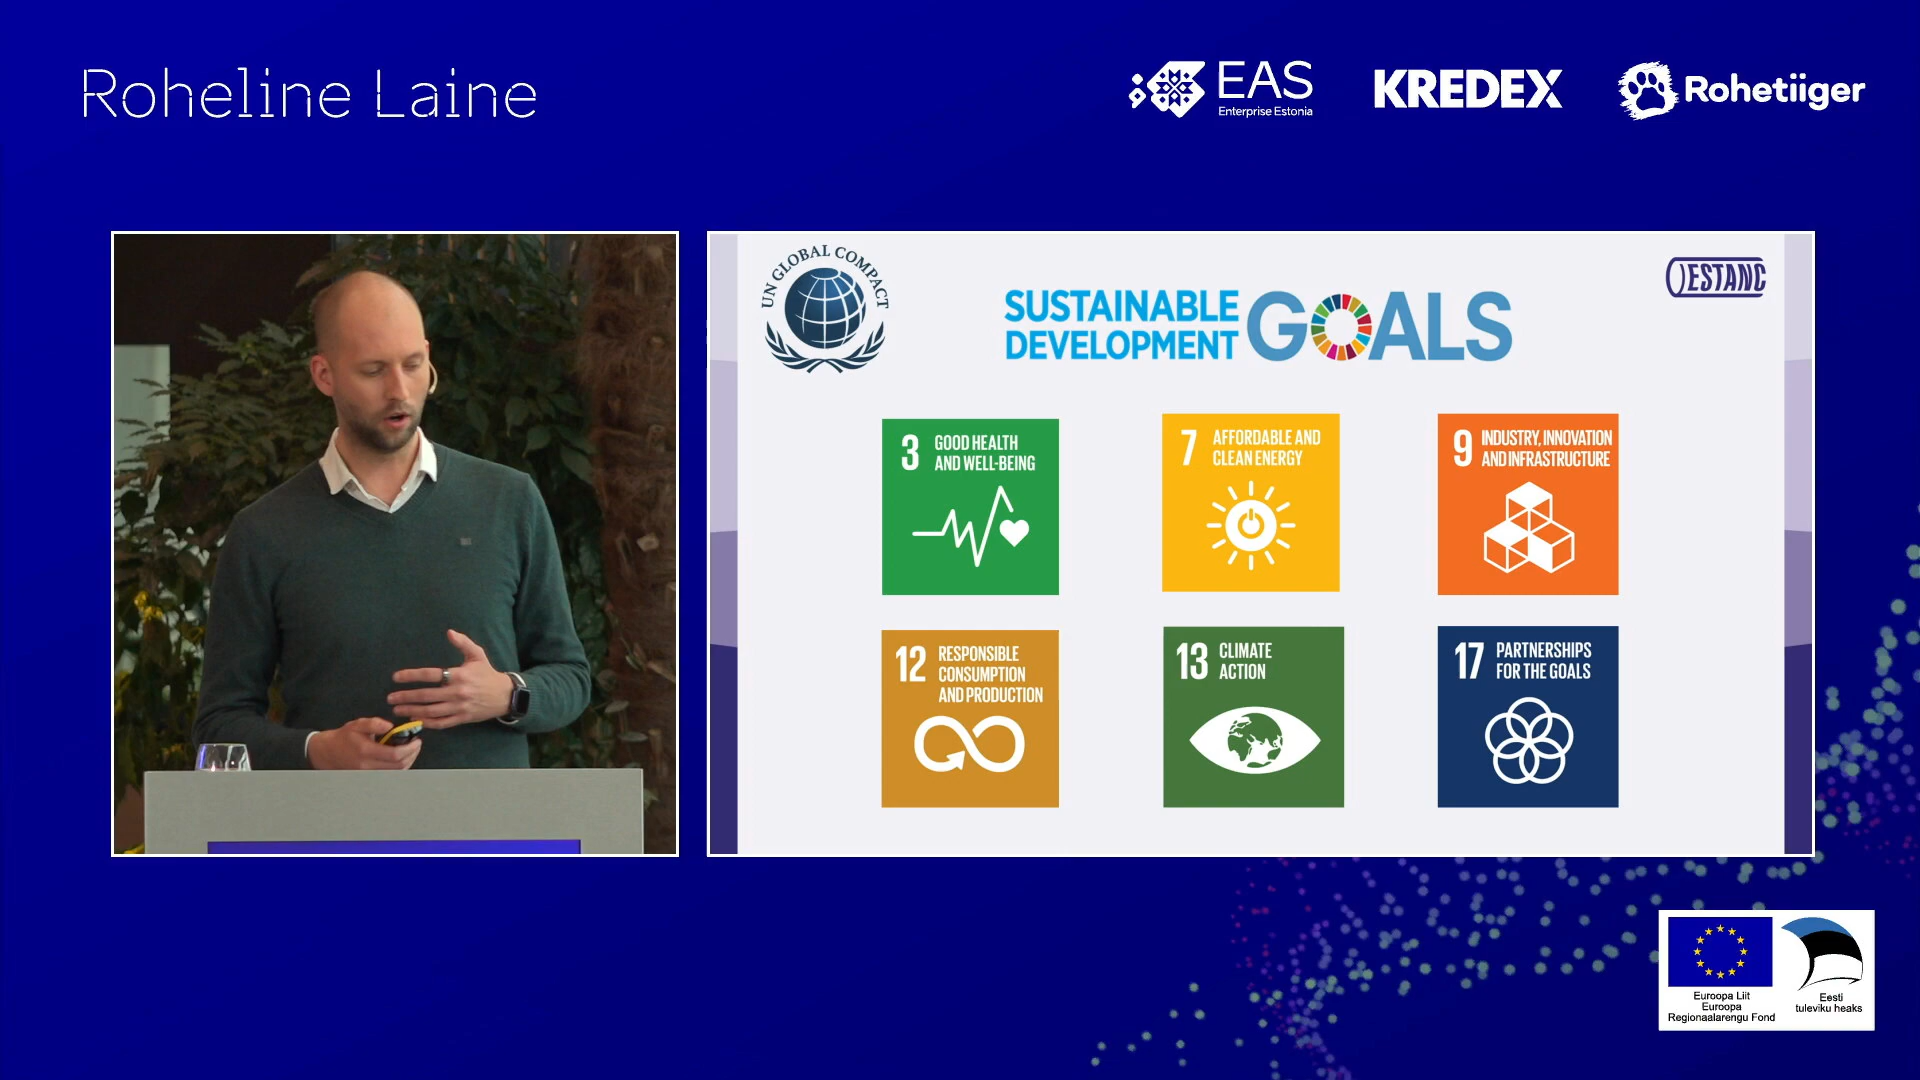 Roheline Laine
EAS
Enterprise Estonia
KREDEX
Rohetiiger
UN GLOBAL COMPACT
SUSTAINABLE
DEVELOPMENT
GOALS
ESTANC
3 GOOD HEALTH
AND WELL-BEING
7 AFFORDABLE AND
CLEAN ENERGY
9 INDUSTRY, INNOVATION
AND INFRASTRUCTURE
12 RESPONSIBLE
CONSUMPTION
AND PRODUCTION
13 CLIMATE
ACTION
17 PARTNERSHIPS
FOR THE GOALS
Euroopa Liit
Euroopa
Regionaalarengu Fond
Eesti
tuleviku heaks